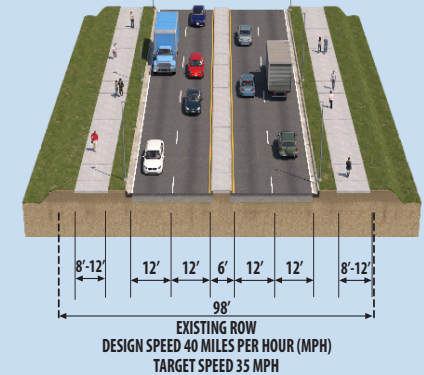 8'-12' 12' 12' 6' 12' 12' 8'-12'
98'
EXISTING ROW
DESIGN SPEED 40 MILES PER HOUR (MPH)
TARGET SPEED 35 MPH